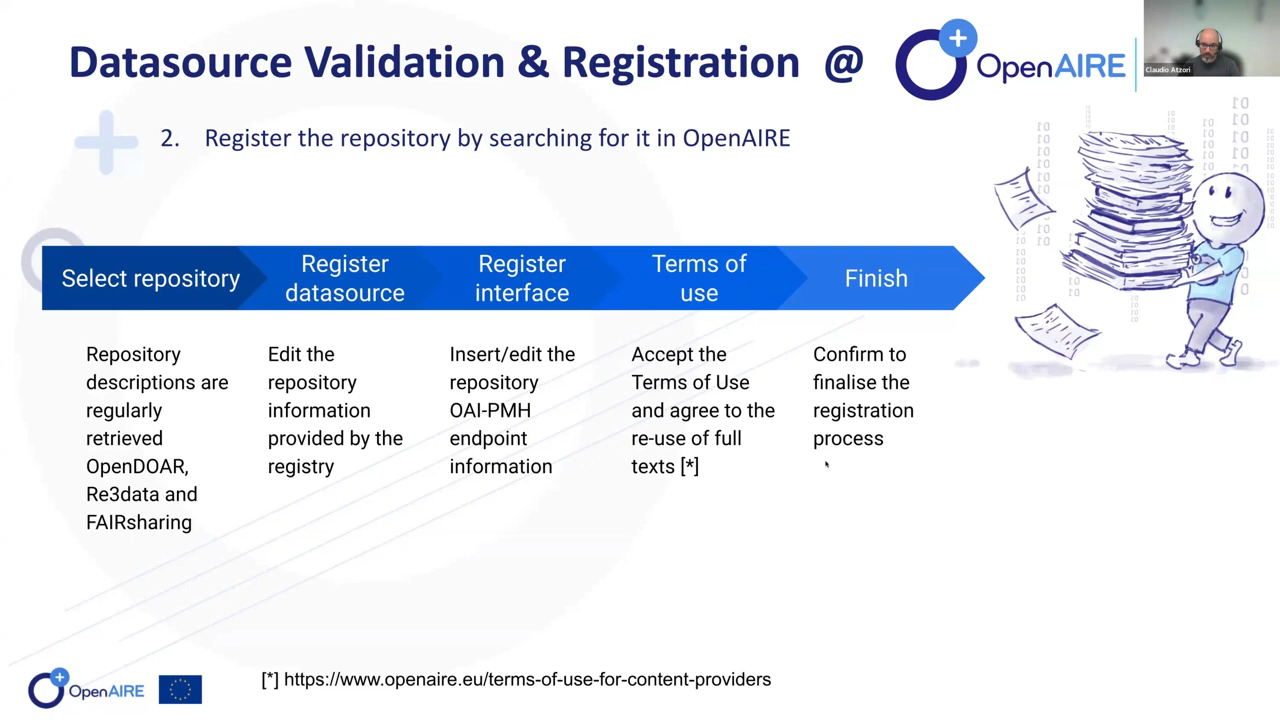 Datasource Validation & Registration @
OpenAIRE
Claudio Atzori
2. Register the repository by searching for it in OpenAIRE
Select repository
Register
datasource
Register
interface
Terms of
use
Finish
Repository
descriptions are
regularly
retrieved
OpenDOAR,
Re3data and
FAIRsharing
Edit the
repository
information
provided by the
registry
Insert/edit the
repository
OAI-PMH
endpoint
information
Accept the
Terms of Use
and agree to the
re-use of full
texts [*]
Confirm to
finalise the
registration
process
OpenAIRE
[*] https://www.openaire.eu/terms-of-use-for-content-providers